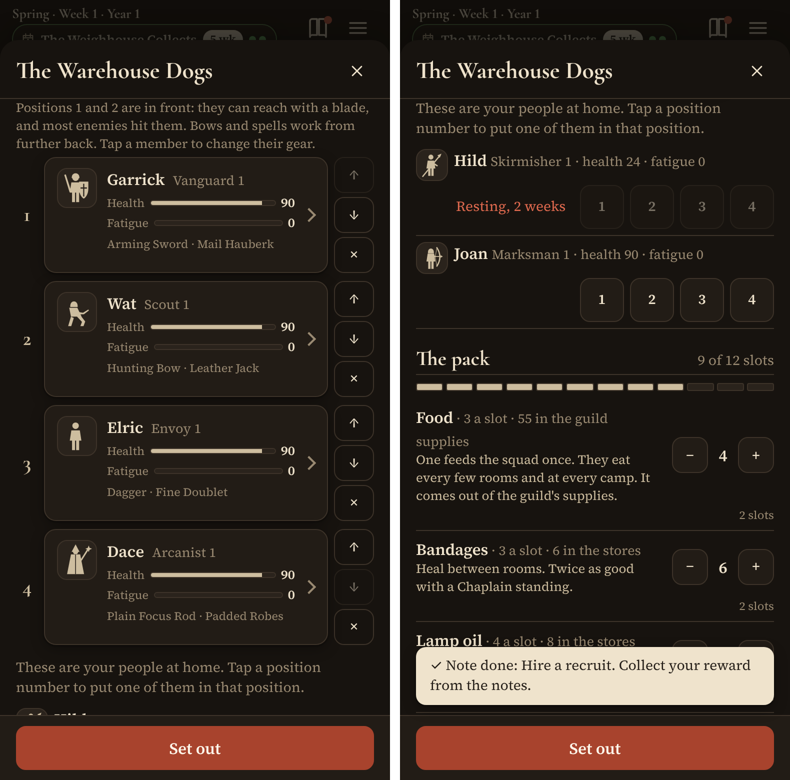 Spring · Week 1 · Year 1
The Weighhouse Collects 5 wk
The Warehouse Dogs ×
Positions 1 and 2 are in front: they can reach with a blade,
and most enemies hit them. Bows and spells work from
further back. Tap a member to change their gear.
1
Garrick Vanguard 1
Health 90
Fatigue 0
Arming Sword · Mail Hauberk
↑
↓
×
2
Wat Scout 1
Health 90
Fatigue 0
Hunting Bow · Leather Jack
↑
↓
×
3
Elric Envoy 1
Health 90
Fatigue 0
Dagger · Fine Doublet
↑
↓
×
4
Dace Arcanist 1
Health 90
Fatigue 0
Plain Focus Rod · Padded Robes
↑
↓
×
These are your people at home. Tap a position
number to put one of them in that position.
Set out
Spring · Week 1 · Year 1
The Weighhouse Collects 5 wk
The Warehouse Dogs ×
These are your people at home. Tap a position
number to put one of them in that position.
Hild Skirmisher 1 · health 24 · fatigue 0
Resting, 2 weeks 1 2 3 4
Joan Marksman 1 · health 90 · fatigue 0
1 2 3 4
The pack 9 of 12 slots
Food · 3 a slot · 55 in the guild
supplies
One feeds the squad once. They eat
every few rooms and at every camp. It
comes out of the guild's supplies.
− 4 +
2 slots
Bandages · 3 a slot · 6 in the stores
Heal between rooms. Twice as good
with a Chaplain standing.
− 6 +
2 slots
Lamp oil · 4 a slot · 8 in the stores
✓ Note done: Hire a recruit. Collect your reward
from the notes.
Set out